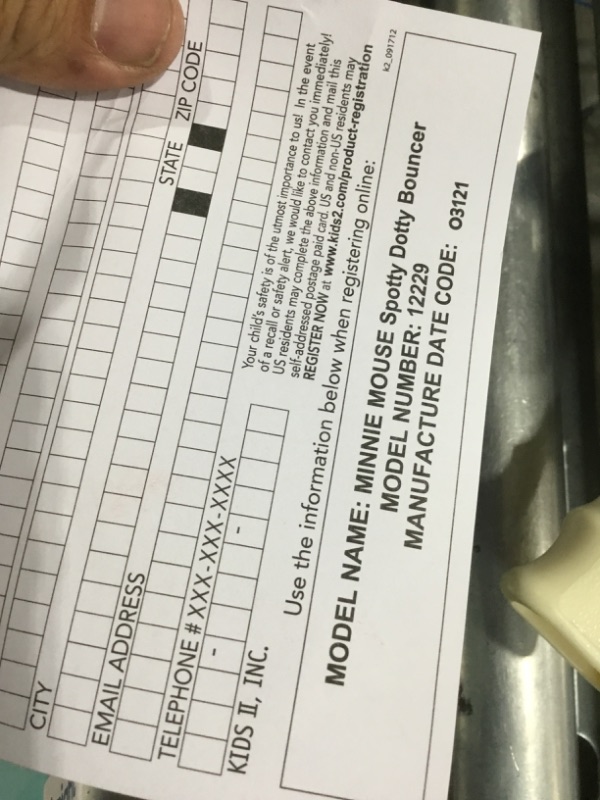 CITY
STATE ZIP CODE
EMAIL ADDRESS
TELEPHONE # XXX-XXX-XXXX
- -
KIDS II, INC.
Your child's safety is of the utmost importance to us! In the event
of a recall or safety alert, we would like to contact you immediately!
US residents may complete the above information and mail this
self-addressed postage paid card. US and non-US residents may
REGISTER NOW at www.kids2.com/product-registration
Use the information below when registering online:
k2_091712
MODEL NAME: MINNIE MOUSE Spotty Dotty Bouncer
MODEL NUMBER: 12229
MANUFACTURE DATE CODE: O3121